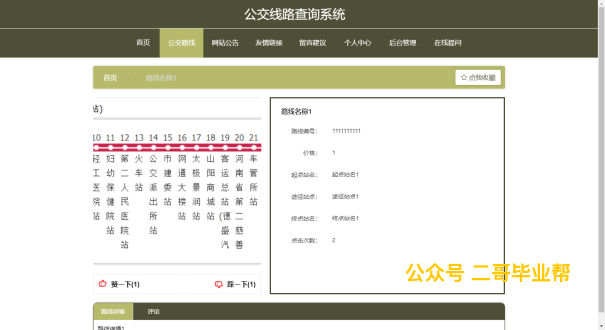 公交线路查询系统
首页 公交路线 网站公告 友情链接 留言建议 个人中心 后台管理 在线提问
首页 路线名称1 点我收藏
站)
10 11 12 13 14 15 16 17 18 19 20 21
轻工医院站
妇幼保健院站
第二人民医院站
火车站
公交派出所站
市建委站
网通大楼站
太极景润站
山阳商城站
客运总站(德盛汽
河南省第二慈善
车管所站
赞一下(1) 踩一下(1)
路线名称1
路线编号: 1111111111
价格: 1
起点站名: 起点站名1
途径站点: 途径站点1
终点站名: 终点站名1
点击次数: 2
公众号 二哥毕业帮
路线详情 评论
路线详情1